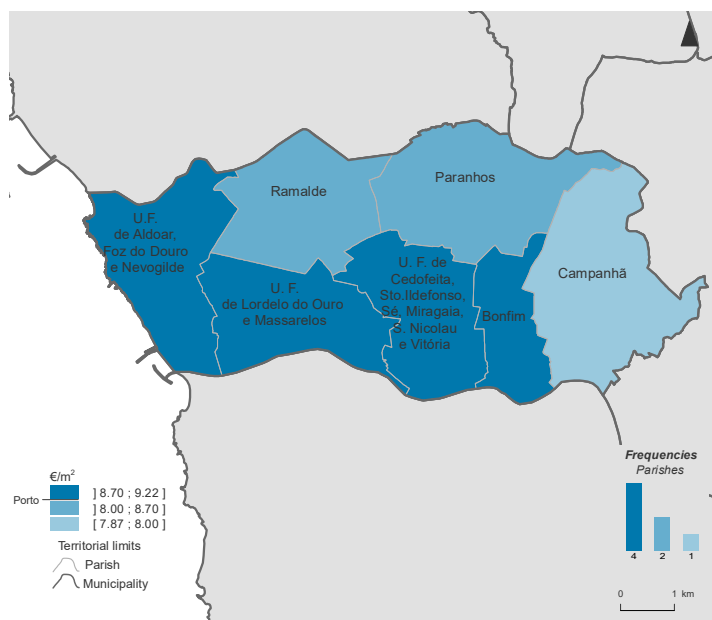 Paranhos
Ramalde
U.F.
de Aldoar,
Foz do Douro
e Nevogilde
U. F. de
Cedofeita,
Sto.Ildefonso,
Sé, Miragaia,
S. Nicolau
e Vitória
Campanhã
U. F.
de Lordelo do Ouro
e Massarelos
Bonfim
€/m²
Porto
] 8.70 ; 9.22 ]
] 8.00 ; 8.70 ]
[ 7.87 ; 8.00 ]
Territorial limits
Parish
Municipality
Frequencies
Parishes
4 2 1
0 1 km